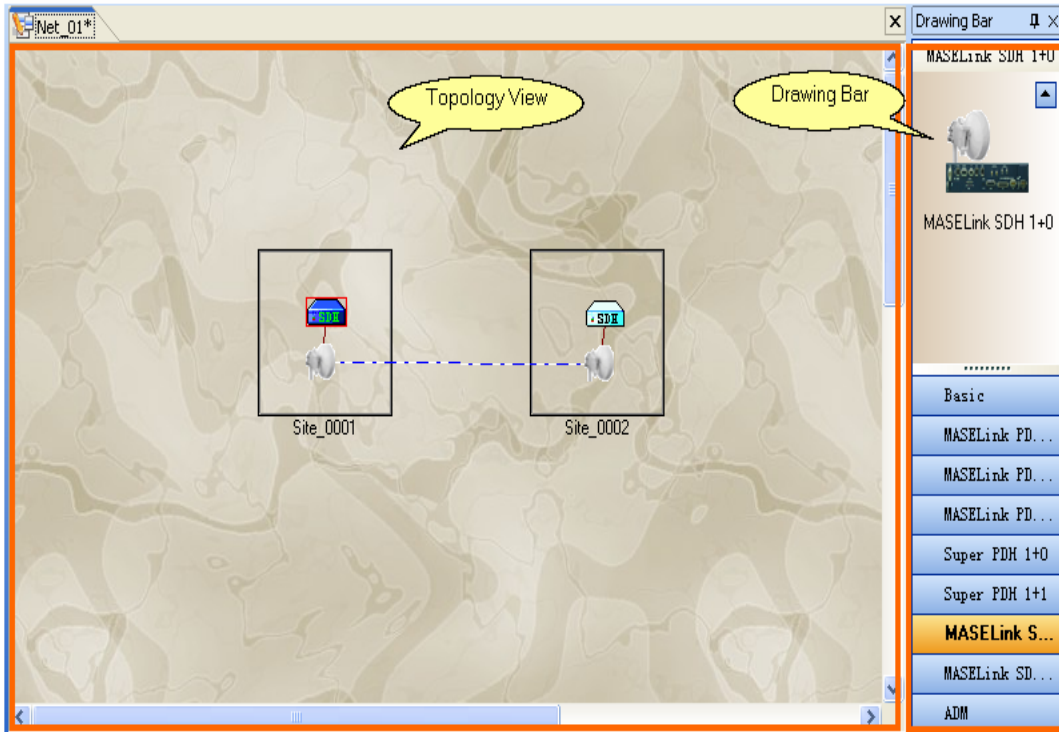 Net_01*
Drawing Bar
MASELink SDH 1+0
Topology View
Drawing Bar
MASELink SDH 1+0
SDH
SDH
Site_0001
Site_0002
Basic
MASELink PD...
MASELink PD...
MASELink PD...
Super PDH 1+0
Super PDH 1+1
MASELink S...
MASELink SD...
ADM